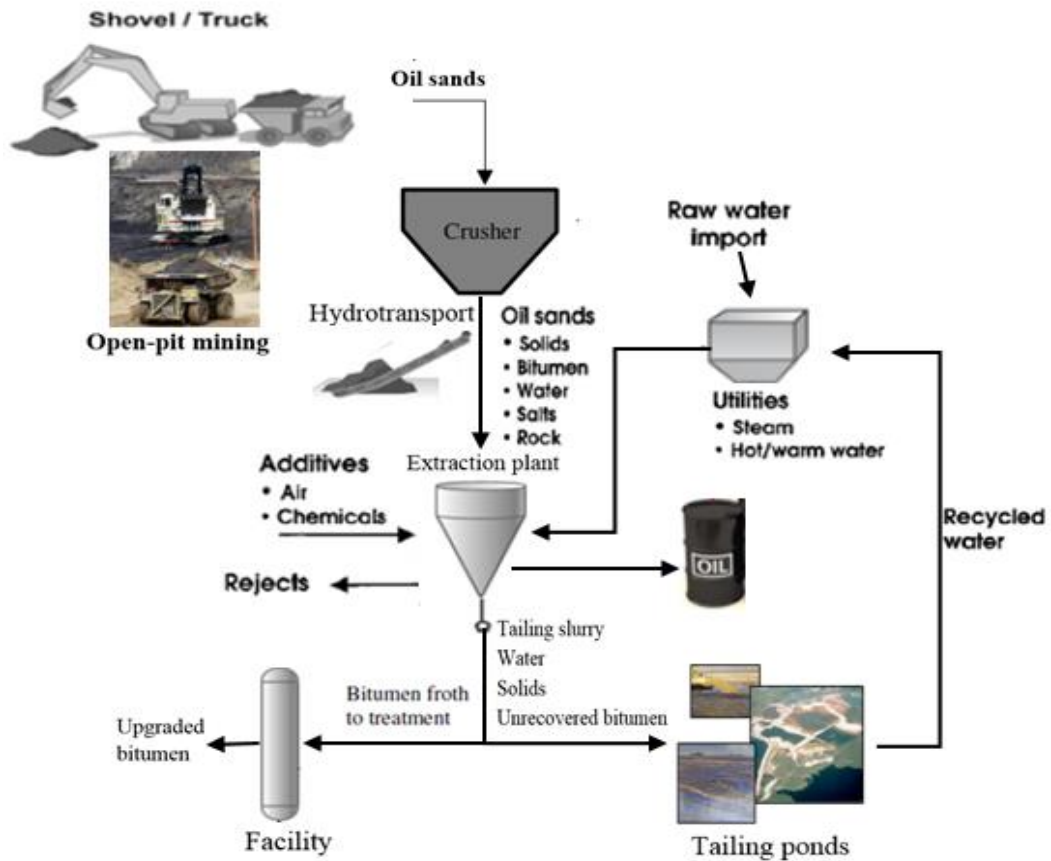 Shovel / Truck
Oil sands
Crusher
Raw water
import
Open-pit mining
Hydrotransport
Oil sands
• Solids
• Bitumen
• Water
• Salts
• Rock
Utilities
• Steam
• Hot/warm water
Extraction plant
Additives
• Air
• Chemicals
Recycled
water
OIL
Rejects
Tailing slurry
Water
Solids
Unrecovered bitumen
Bitumen froth
to treatment
Upgraded
bitumen
Facility
Tailing ponds